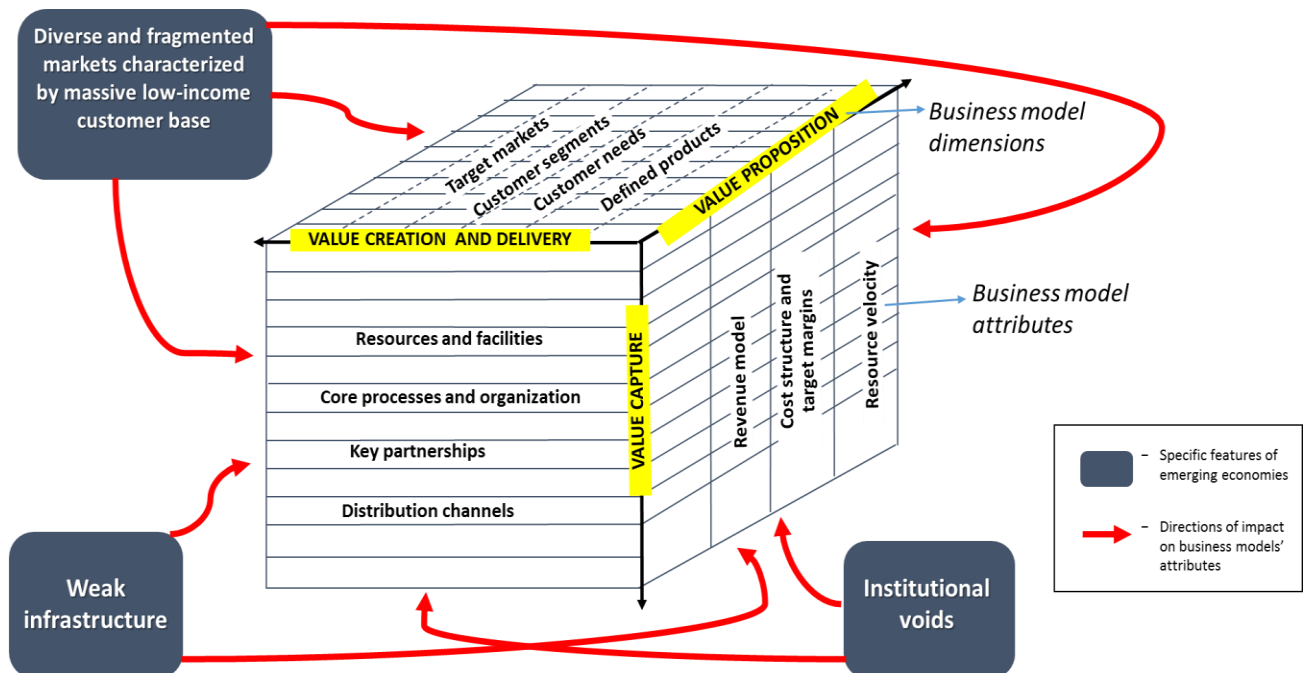 Diverse and fragmented
markets characterized
by massive low-income
customer base
Target markets
Customer segments
Customer needs
Defined products
VALUE PROPOSITION
Business model
dimensions
VALUE CREATION AND DELIVERY
Resources and facilities
Core processes and organization
Key partnerships
Distribution channels
VALUE CAPTURE
Revenue model
Cost structure and
target margins
Resource velocity
Business model
attributes
Weak
infrastructure
Institutional
voids
– Specific features of
emerging economies
– Directions of impact
on business models'
attributes